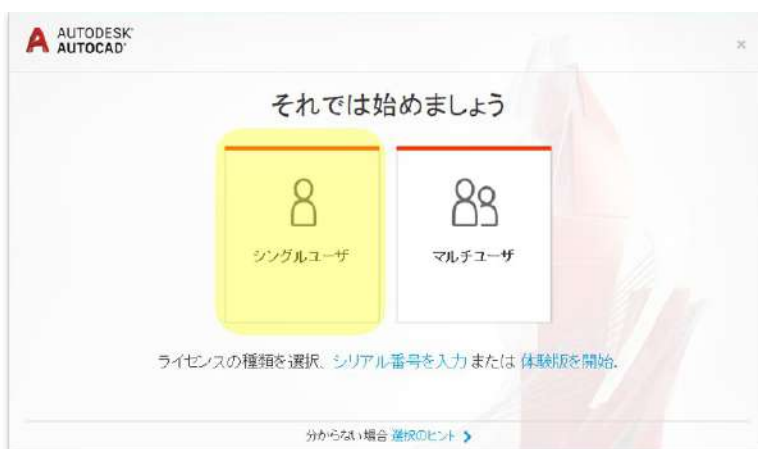 AUTODESK
AUTOCAD
それでは始めましょう
シングルユーザ
マルチユーザ
ライセンスの種類を選択、シリアル番号を入力 または 体験版を開始.
分からない場合 選択のヒント